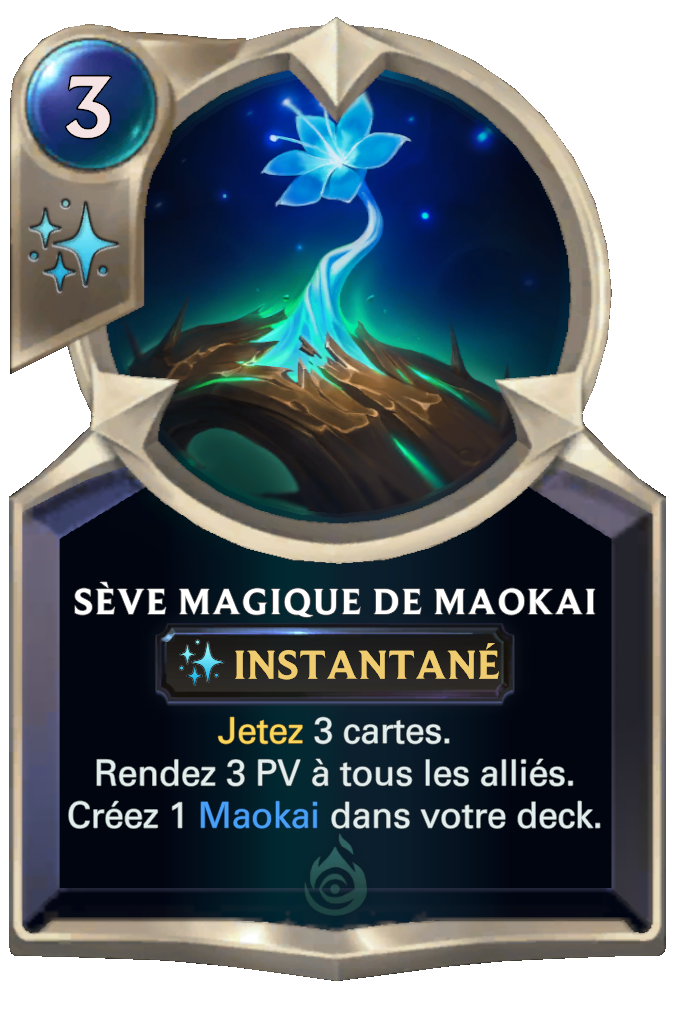 3
SÈVE MAGIQUE DE MAOKAI
INSTANTANÉ
Jetez 3 cartes.
Rendez 3 PV à tous les alliés.
Créez 1 Maokai dans votre deck.